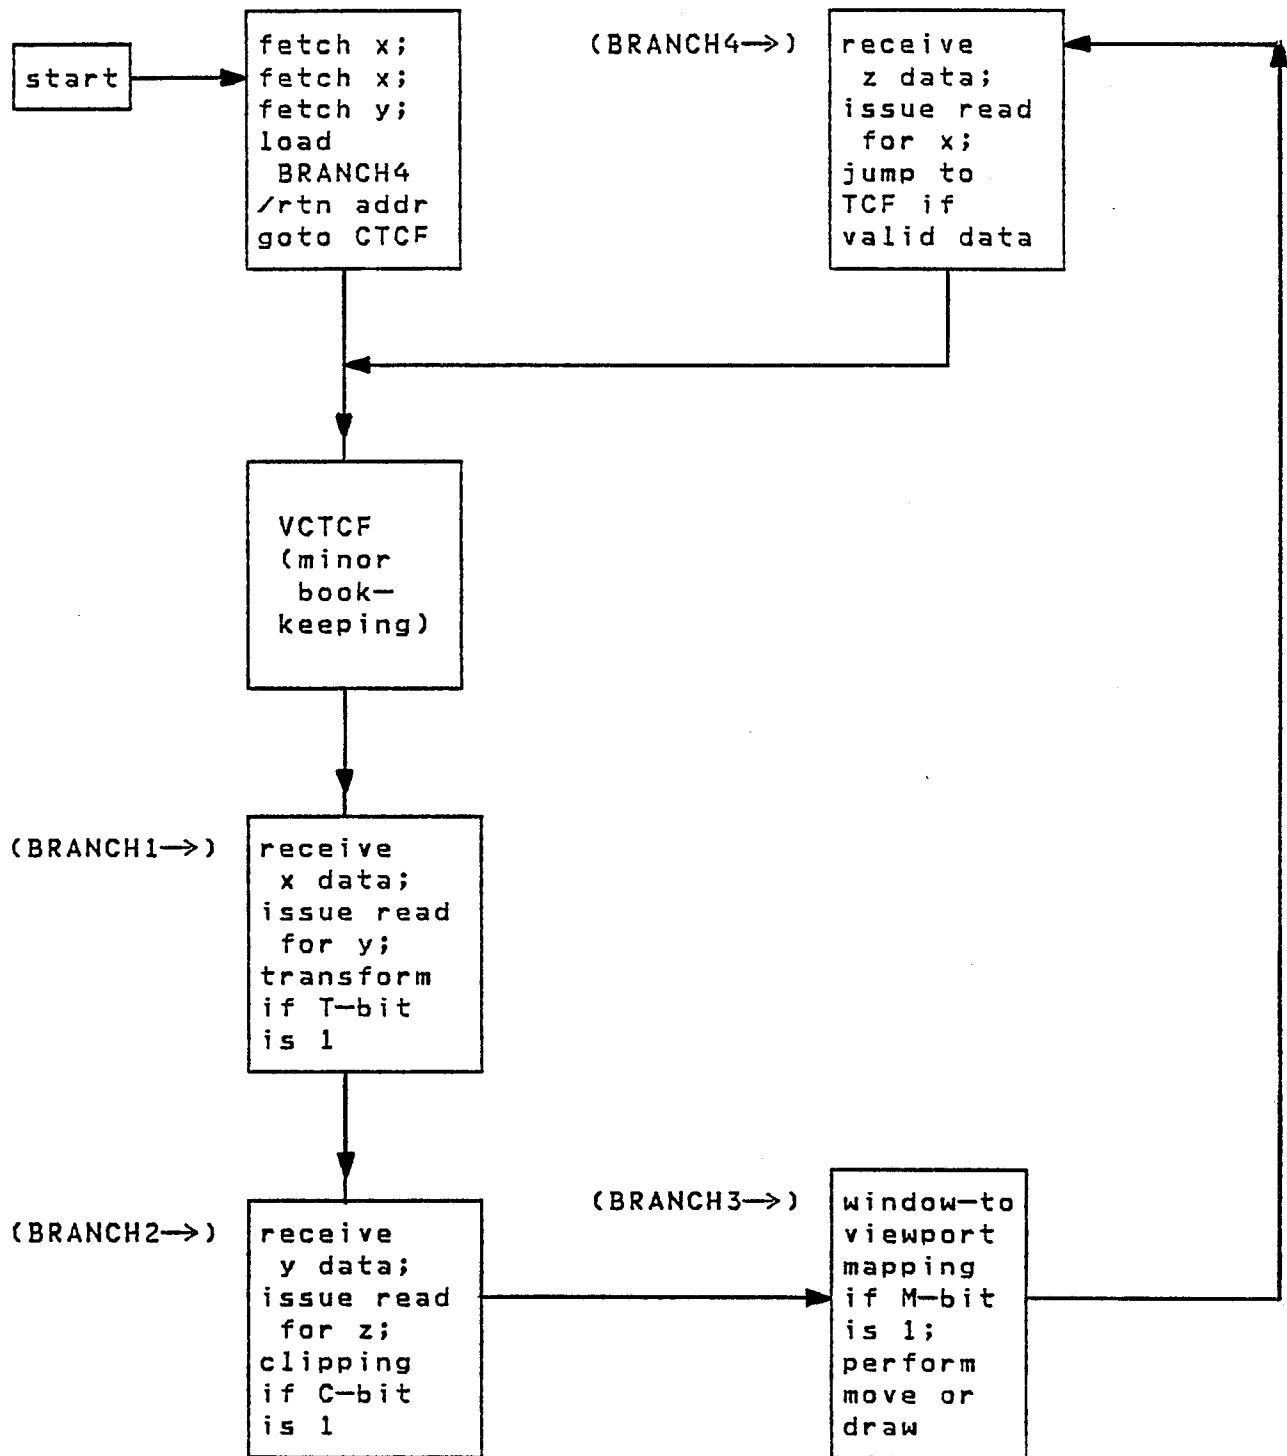 start
fetch x;
fetch x;
fetch y;
load
BRANCH4
/rtn addr
goto CTCF
(BRANCH4→)
receive
z data;
issue read
for x;
jump to
TCF if
valid data
VCTCF
(minor
book-
keeping)
(BRANCH1→)
receive
x data;
issue read
for y;
transform
if T-bit
is 1
(BRANCH2→)
receive
y data;
issue read
for z;
clipping
if C-bit
is 1
(BRANCH3→)
window-to
viewport
mapping
if M-bit
is 1;
perform
move or
draw